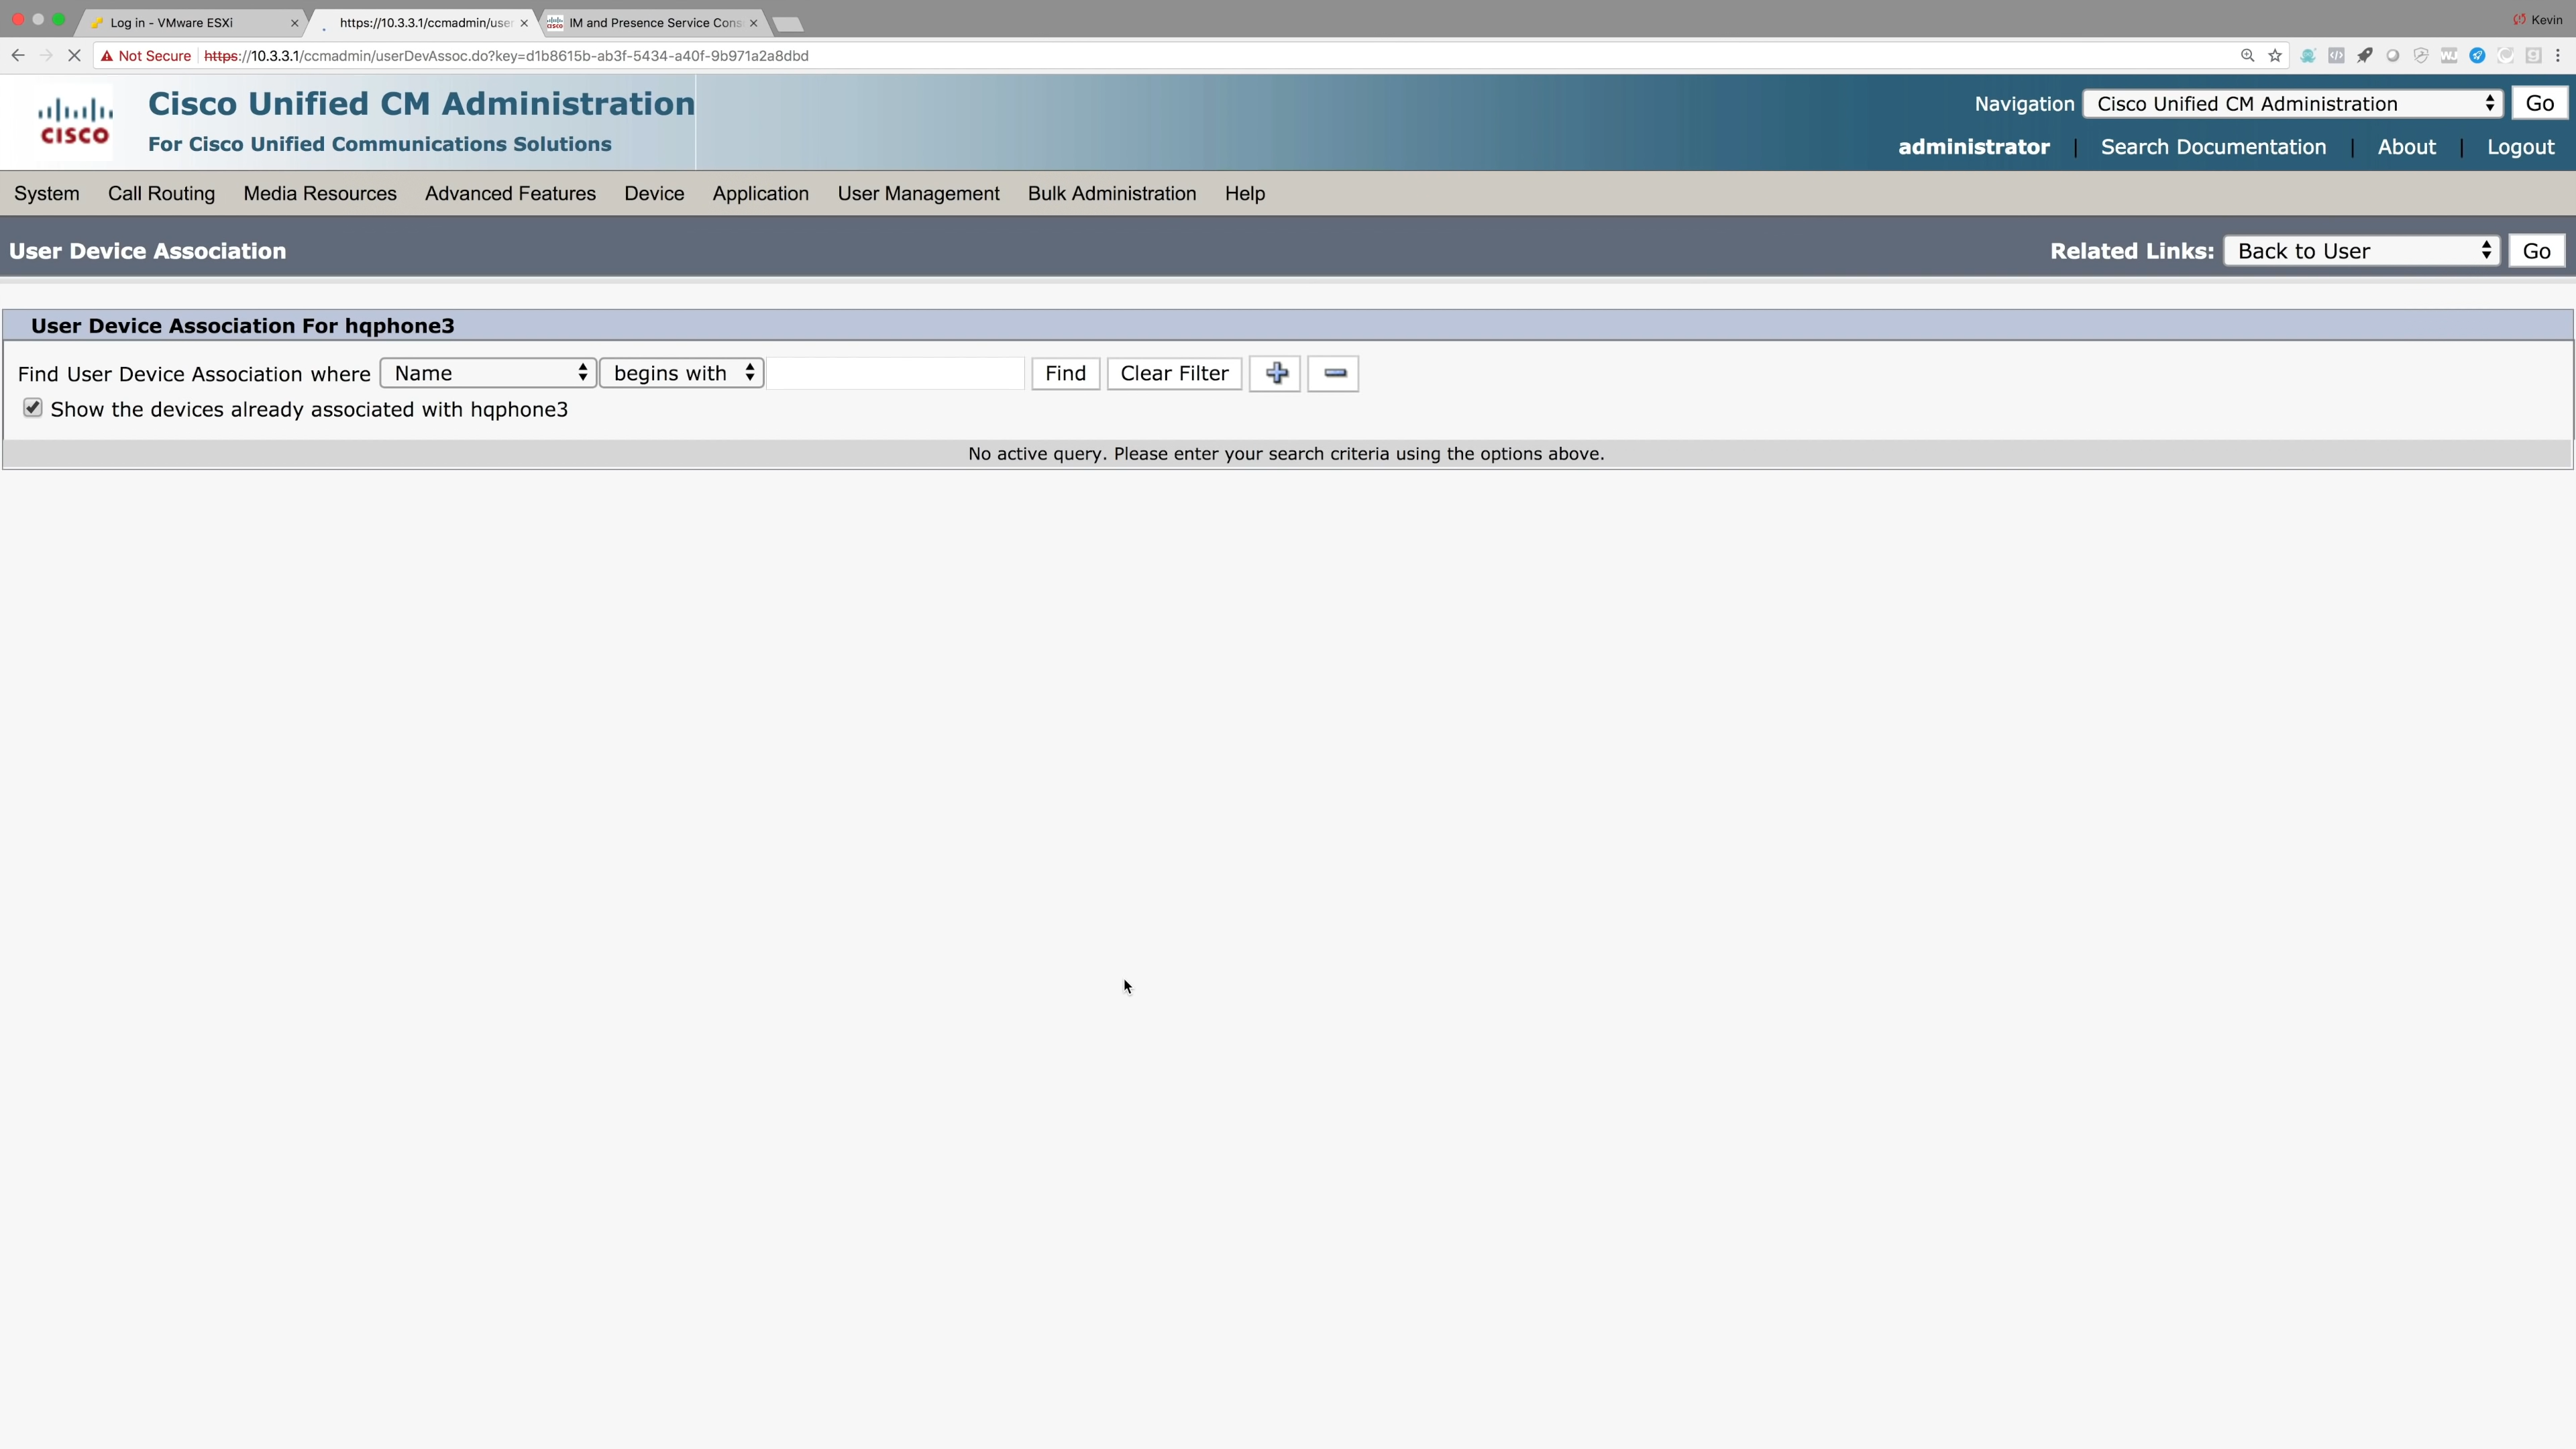 Log in - VMware ESXi
https://10.3.3.1/ccmadmin/user
IM and Presence Service Cons
Kevin
Not Secure https://10.3.3.1/ccmadmin/userDevAssoc.do?key=d1b8615b-ab3f-5434-a40f-9b971a2a8dbd
CISCO
Cisco Unified CM Administration
For Cisco Unified Communications Solutions
Navigation Cisco Unified CM Administration Go
administrator | Search Documentation | About | Logout
System Call Routing Media Resources Advanced Features Device Application User Management Bulk Administration Help
User Device Association
Related Links: Back to User Go
User Device Association For hqphone3
Find User Device Association where Name begins with Find Clear Filter
Show the devices already associated with hqphone3
No active query. Please enter your search criteria using the options above.